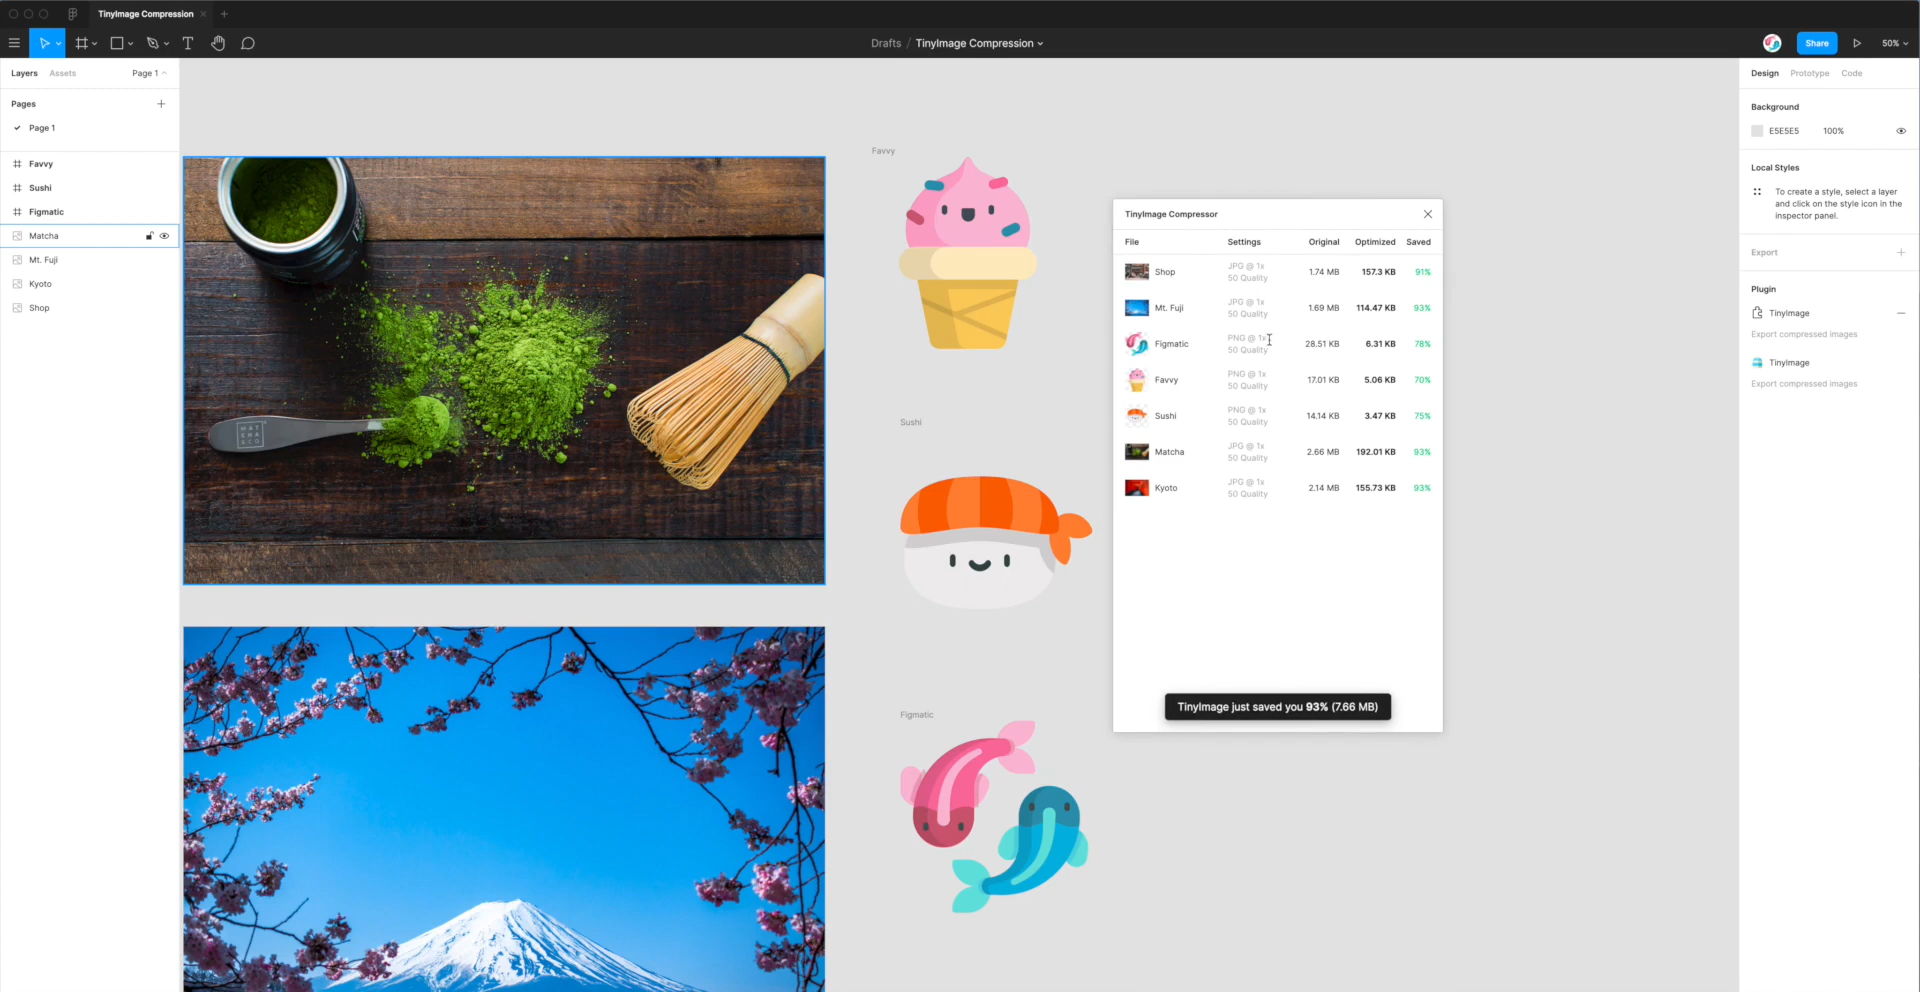 TinyImage Compression
Drafts / TinyImage Compression
Share
50%
Layers Assets Page 1
Pages
Page 1
Favvy
Sushi
Figmatic
Matcha
Mt. Fuji
Kyoto
Shop
MATCHA
&CO
Favvy
Sushi
Figmatic
TinyImage Compressor
File Settings Original Optimized Saved
Shop JPG @ 1x 50 Quality 1.74 MB 157.3 KB 91%
Mt. Fuji JPG @ 1x 50 Quality 1.69 MB 114.47 KB 93%
Figmatic PNG @ 1x 50 Quality 28.51 KB 6.31 KB 78%
Favvy PNG @ 1x 50 Quality 17.01 KB 5.06 KB 70%
Sushi PNG @ 1x 50 Quality 14.14 KB 3.47 KB 75%
Matcha JPG @ 1x 50 Quality 2.66 MB 192.01 KB 93%
Kyoto JPG @ 1x 50 Quality 2.14 MB 155.73 KB 93%
TinyImage just saved you 93% (7.66 MB)
Design Prototype Code
Background
E5E5E5 100%
Local Styles
To create a style, select a layer
and click on the style icon in the
inspector panel.
Export
Plugin
TinyImage
Export compressed images
TinyImage
Export compressed images